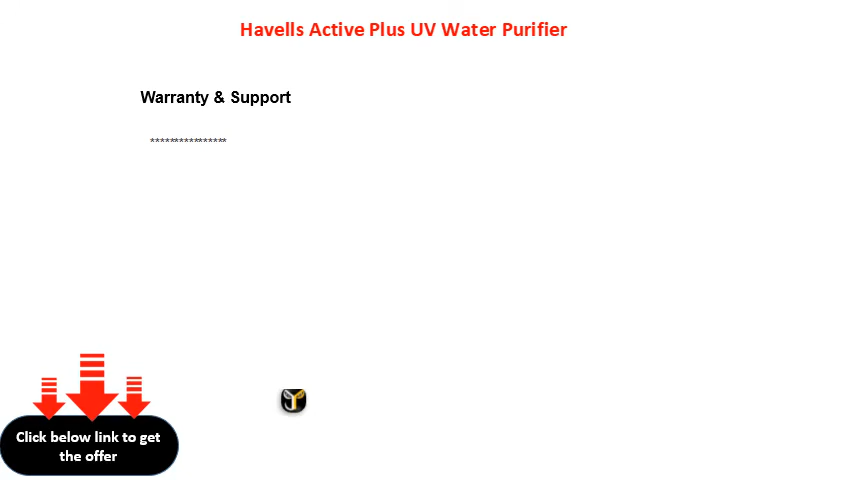 Havells Active Plus UV Water Purifier
Warranty & Support
****************
Click below link to get
the offer